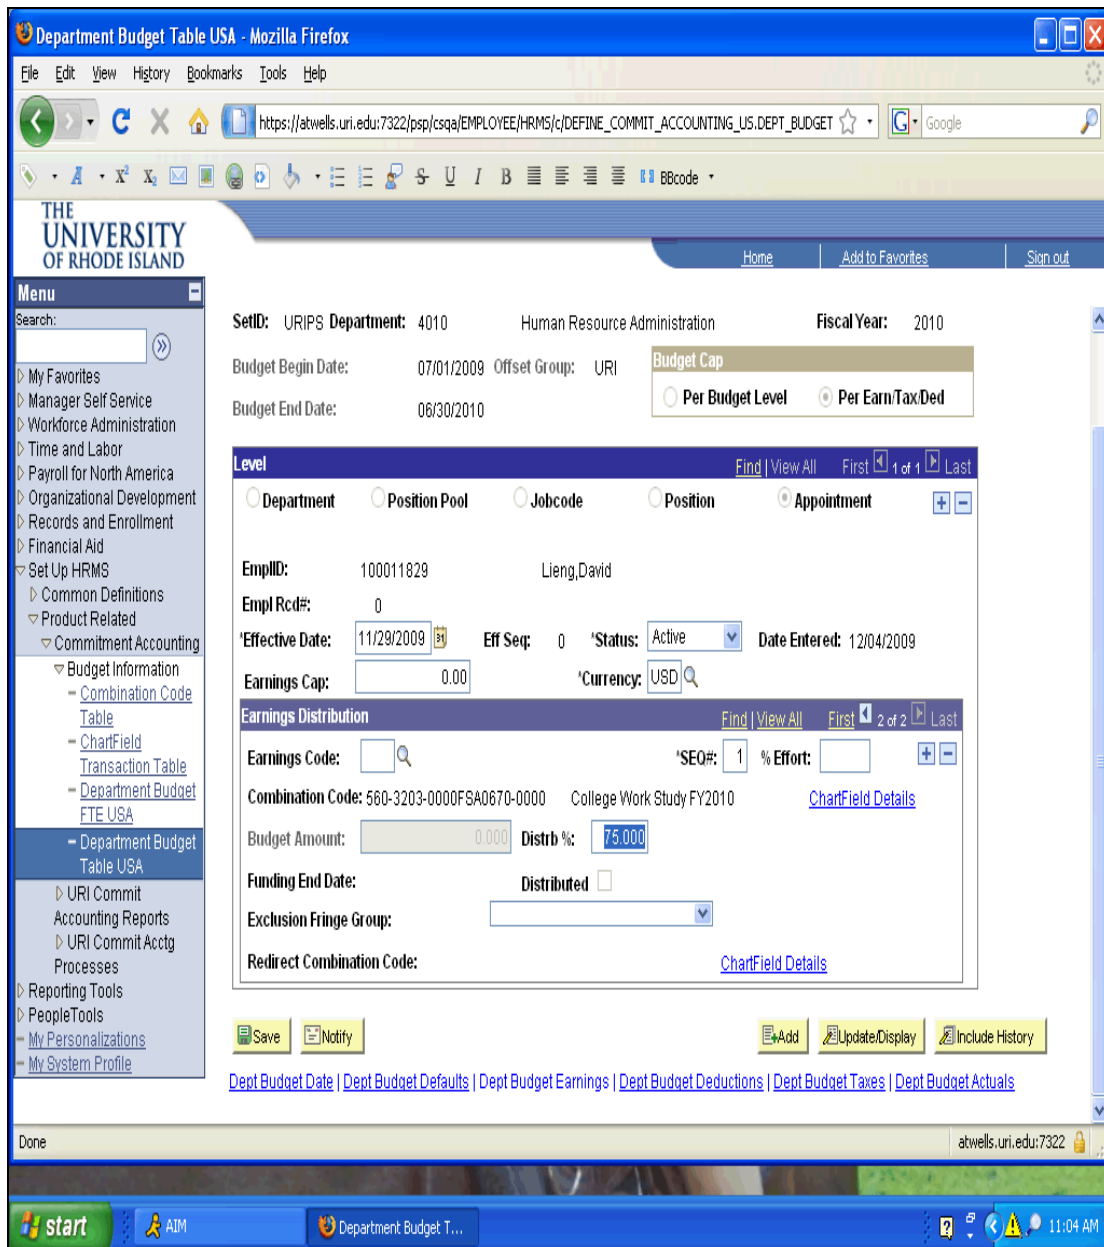 Department Budget Table USA - Mozilla Firefox
File Edit View History Bookmarks Tools Help
https://atwells.uri.edu:7322/psp/csqa/EMPLOYEE/HRMS/c/DEFINE_COMMIT_ACCOUNTING_US.DEPT_BUDGET
Google
BBcode
THE
UNIVERSITY
OF RHODE ISLAND
Home Add to Favorites Sign out
Menu
Search:
My Favorites
Manager Self Service
Workforce Administration
Time and Labor
Payroll for North America
Organizational Development
Records and Enrollment
Financial Aid
Set Up HRMS
Common Definitions
Product Related
Commitment Accounting
Budget Information
Combination Code
Table
ChartField
Transaction Table
Department Budget
FTE USA
Department Budget
Table USA
URI Commit
Accounting Reports
URI Commit Acctg
Processes
Reporting Tools
PeopleTools
My Personalizations
My System Profile
SetID: URIPS Department: 4010 Human Resource Administration Fiscal Year: 2010
Budget Begin Date: 07/01/2009 Offset Group: URI
Budget End Date: 06/30/2010
Budget Cap
Per Budget Level Per Earn/Tax/Ded
Level Find | View All First 1 of 1 Last
Department Position Pool Jobcode Position Appointment
EmplID: 100011829 Lieng,David
Empl Rcd#: 0
*Effective Date: 11/29/2009 31 Eff Seq: 0 *Status: Active Date Entered: 12/04/2009
Earnings Cap: 0.00 *Currency: USD
Earnings Distribution Find | View All First 2 of 2 Last
Earnings Code: *SEQ#: 1 % Effort:
Combination Code: 560-3203-0000FSA0670-0000 College Work Study FY2010 ChartField Details
Budget Amount: 0.000 Distrb %: 75.000
Funding End Date: Distributed
Exclusion Fringe Group:
Redirect Combination Code: ChartField Details
Save Notify Add Update/Display Include History
Dept Budget Date | Dept Budget Defaults | Dept Budget Earnings | Dept Budget Deductions | Dept Budget Taxes | Dept Budget Actuals
Done atwells.uri.edu:7322
start AIM Department Budget T... 11:04 AM